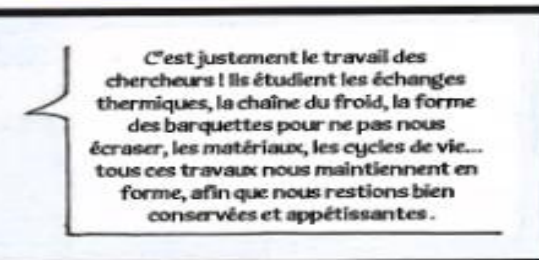 C'est justement le travail des
chercheurs ! Ils étudient les échanges
thermiques, la chaîne du froid, la forme
des barquettes pour ne pas nous
écraser, les matériaux, les cycles de vie...
tous ces travaux nous maintiennent en
forme, afin que nous restions bien
conservées et appétissantes.